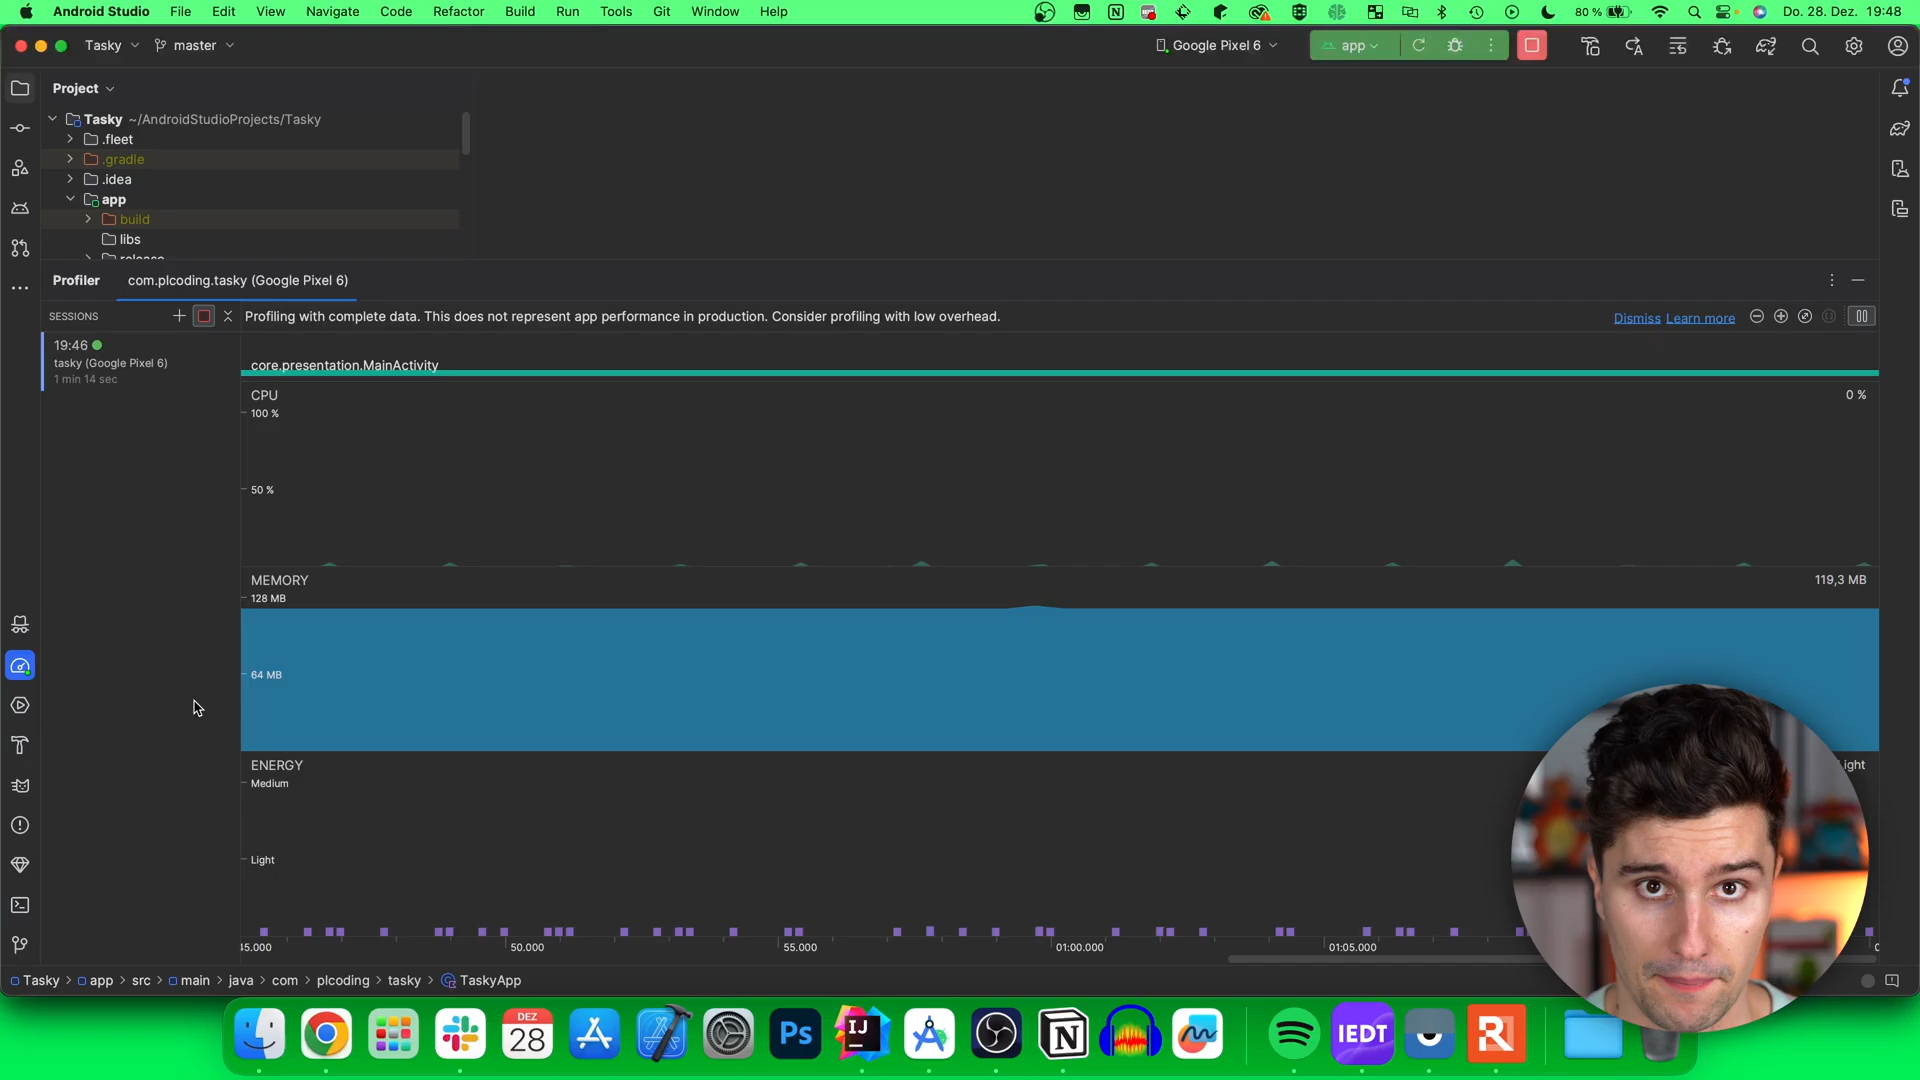 Android Studio File Edit View Navigate Code Refactor Build Run Tools Git Window Help 80 % Do. 28. Dez. 19:48
Tasky master Google Pixel 6 app
Project
Tasky ~/AndroidStudioProjects/Tasky
.fleet
.gradle
.idea
app
build
libs
release
Profiler com.plcoding.tasky (Google Pixel 6)
SESSIONS Profiling with complete data. This does not represent app performance in production. Consider profiling with low overhead. Dismiss Learn more
19:46
tasky (Google Pixel 6)
1 min 14 sec
core.presentation.MainActivity
CPU 0 %
100 %
50 %
MEMORY 119,3 MB
128 MB
64 MB
ENERGY
Medium
Light
45.000 50.000 55.000 01:00.000 01:05.000
Tasky app src main java com plcoding tasky TaskyApp
DEZ
28
Ps
IJ
IEDT